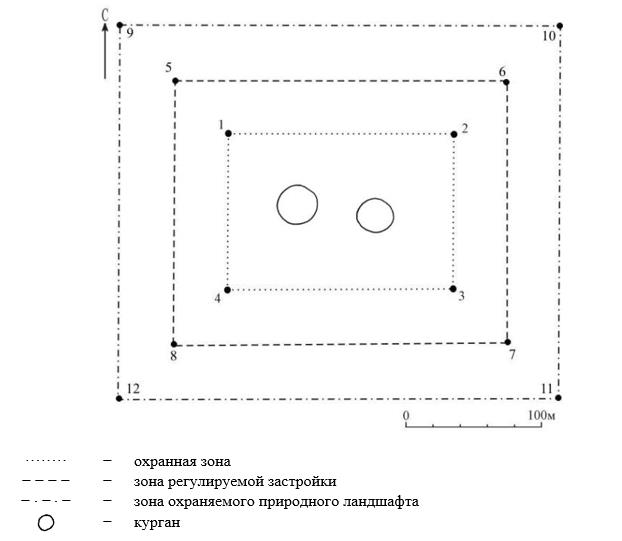 С
9
10
5
6
1
2
4
3
8
7
12
11
0 100м
– охранная зона
– зона регулируемой застройки
– зона охраняемого природного ландшафта
– курган